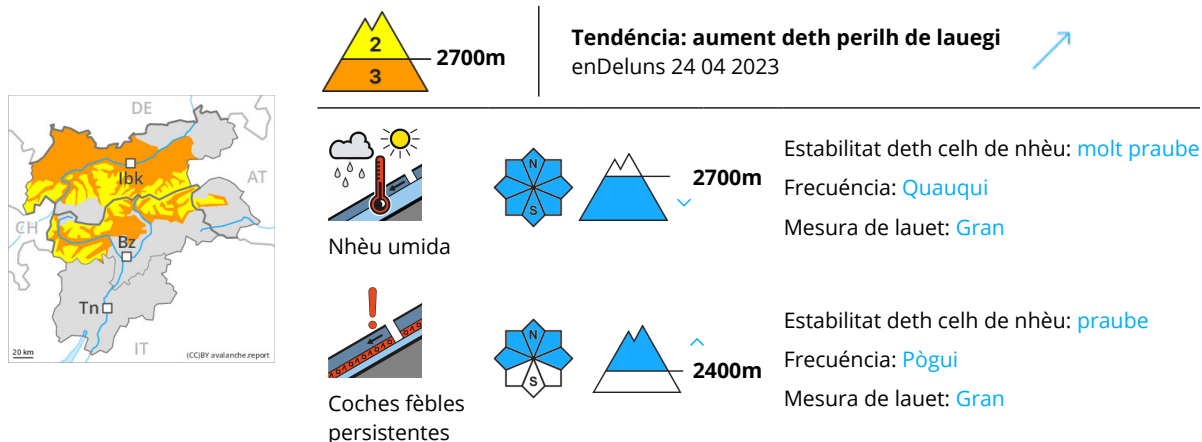 2
3
2700m
Tendéncia: aument deth perilh de lauegi
enDeluns 24 04 2023
DE
Ibk
AT
CH
Bz
Tn
IT
20 km
(CC)BY avalanche.report
Nhèu umida
N
S
2700m
Estabilitat deth celh de nhèu: molt praube
Frecuéncia: Quauqui
Mesura de lauet: Gran
Coches fèbles
persistentes
N
S
2400m
Estabilitat deth celh de nhèu: praube
Frecuéncia: Pògui
Mesura de lauet: Gran